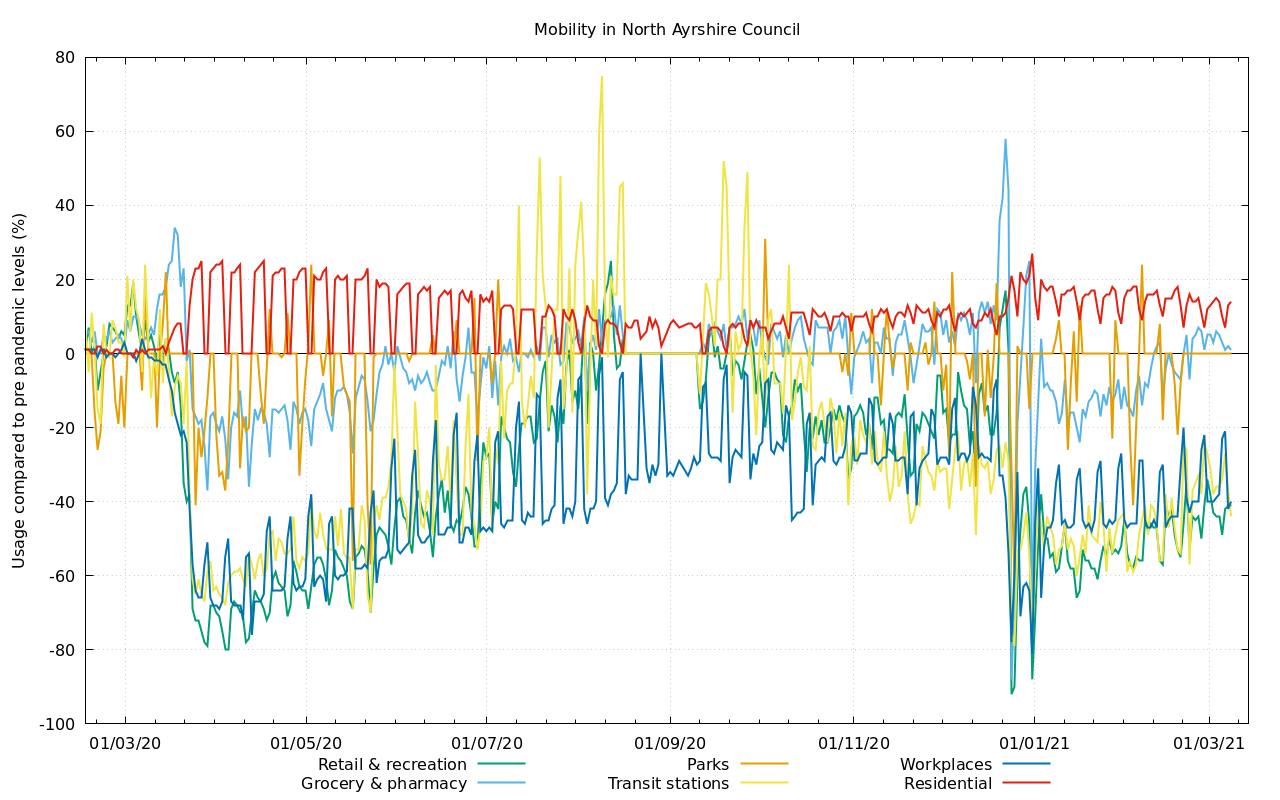 Mobility in North Ayrshire Council
Usage compared to pre pandemic levels (%)
80
60
40
20
0
-20
-40
-60
-80
-100
01/03/20 01/05/20 01/07/20 01/09/20 01/11/20 01/01/21 01/03/21
Retail & recreation Parks Workplaces
Grocery & pharmacy Transit stations Residential